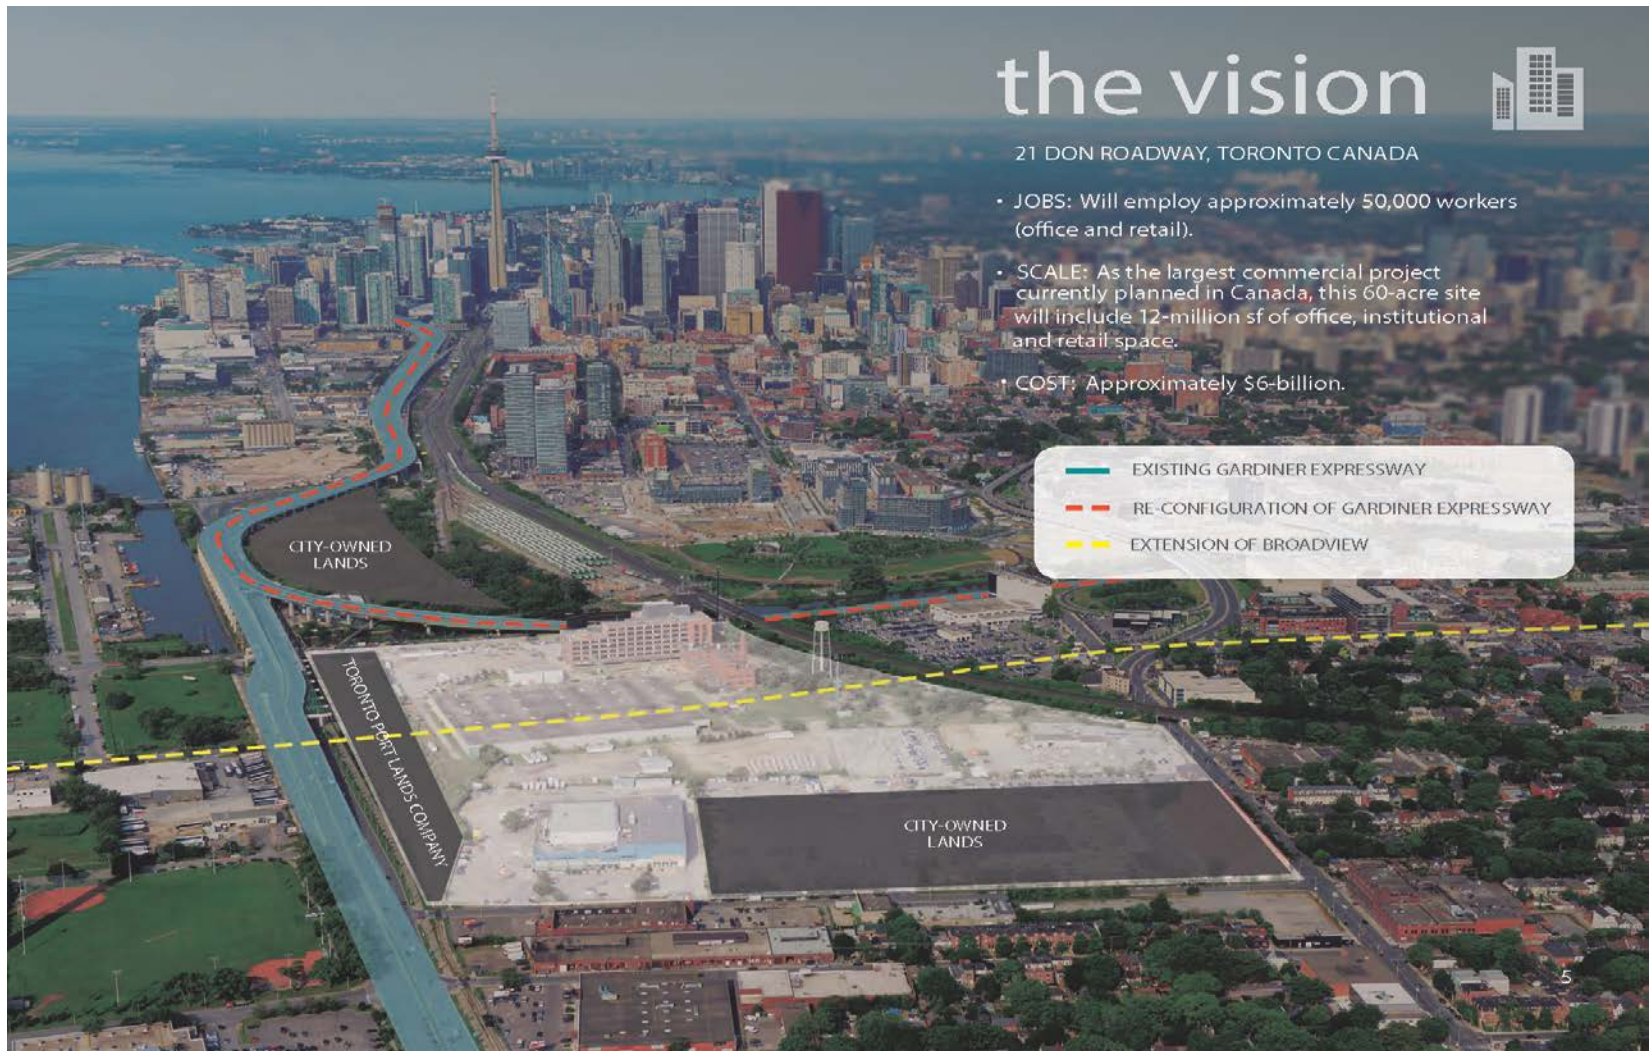 the vision
21 DON ROADWAY, TORONTO CANADA
• JOBS: Will employ approximately 50,000 workers
(office and retail).
• SCALE: As the largest commercial project
currently planned in Canada, this 60-acre site
will include 12-million sf of office, institutional
and retail space.
• COST: Approximately $6-billion.
EXISTING GARDINER EXPRESSWAY
RE-CONFIGURATION OF GARDINER EXPRESSWAY
EXTENSION OF BROADVIEW
CITY-OWNED
LANDS
TORONTO PORT LANDS COMPANY
CITY-OWNED
LANDS
5